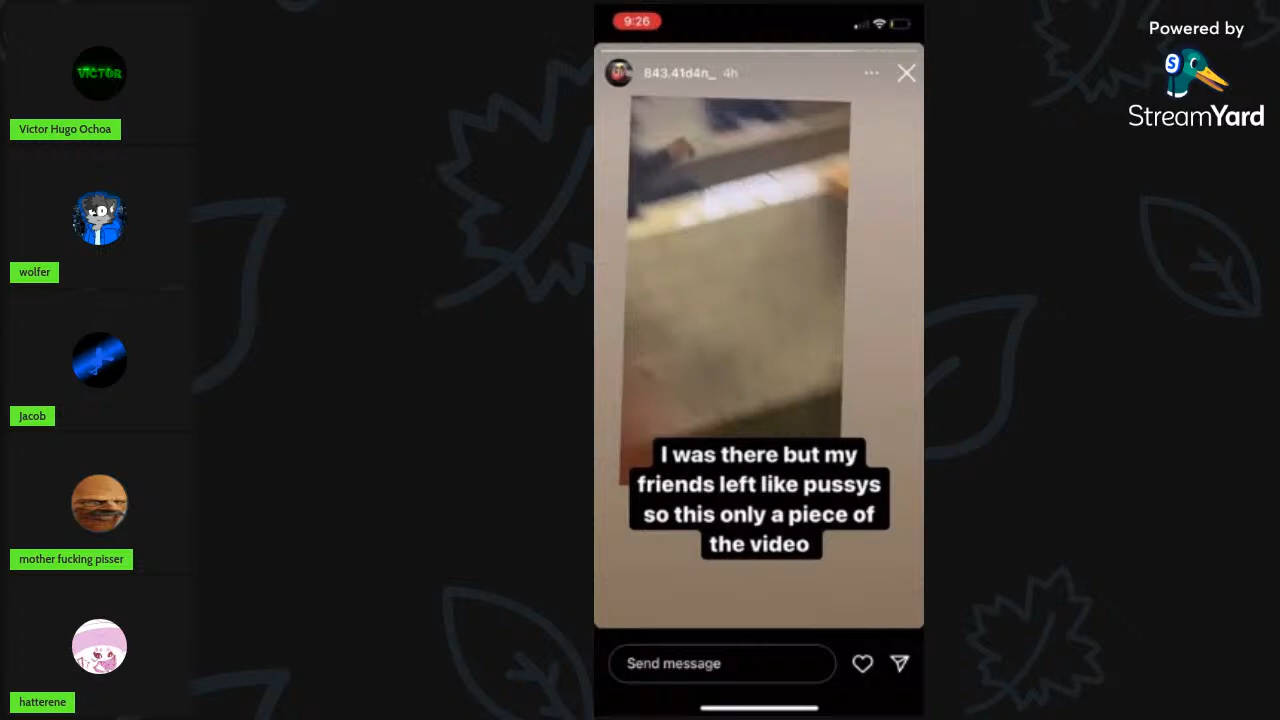 VICTOR
Victor Hugo Ochoa
wolfer
Jacob
mother fucking pisser
hatterene
9:26
843.41d4n_ 4h
I was there but my
friends left like pussys
so this only a piece of
the video
Send message
Powered by
S
StreamYard